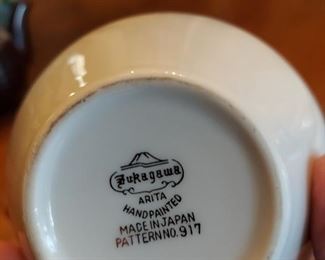 Fukagawa
ARITA
HANDPAINTED
MADE IN JAPAN
PATTERN NO. 917